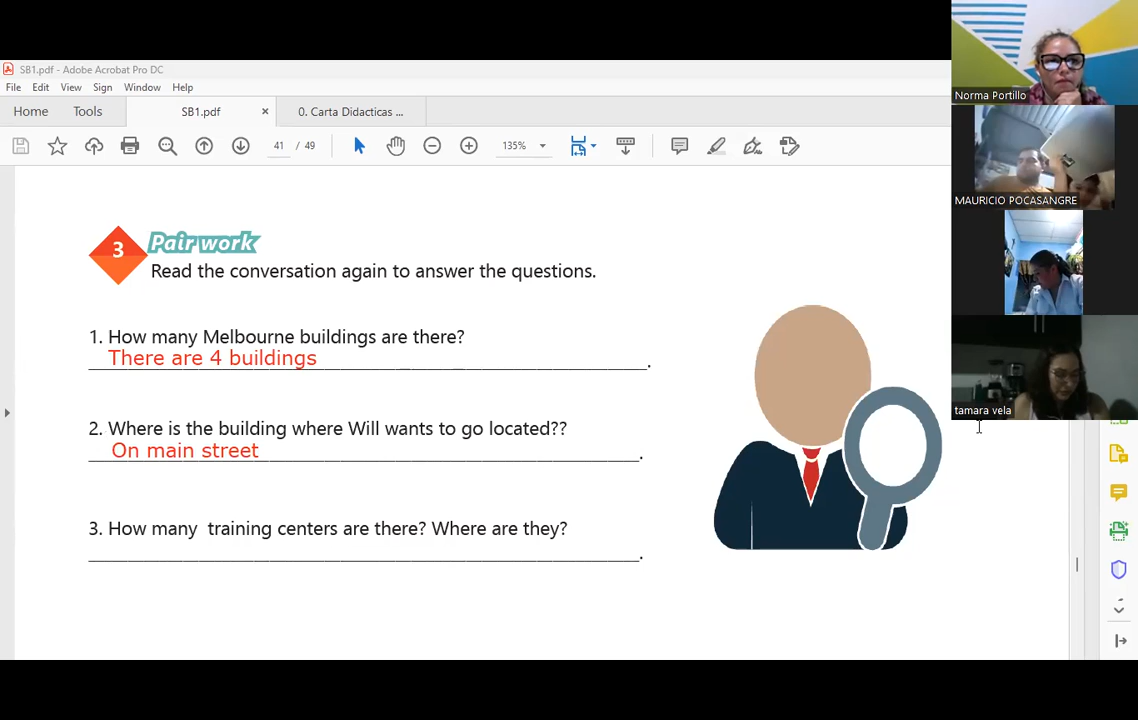 SB1.pdf - Adobe Acrobat Pro DC
File Edit View Sign Window Help
Home Tools SB1.pdf × 0. Carta Didacticas ...
41 / 49 135%
3 Pair work
Read the conversation again to answer the questions.
1. How many Melbourne buildings are there?
There are 4 buildings
2. Where is the building where Will wants to go located??
On main street
3. How many training centers are there? Where are they?
Norma Portillo
MAURICIO POCASANGRE
tamara vela